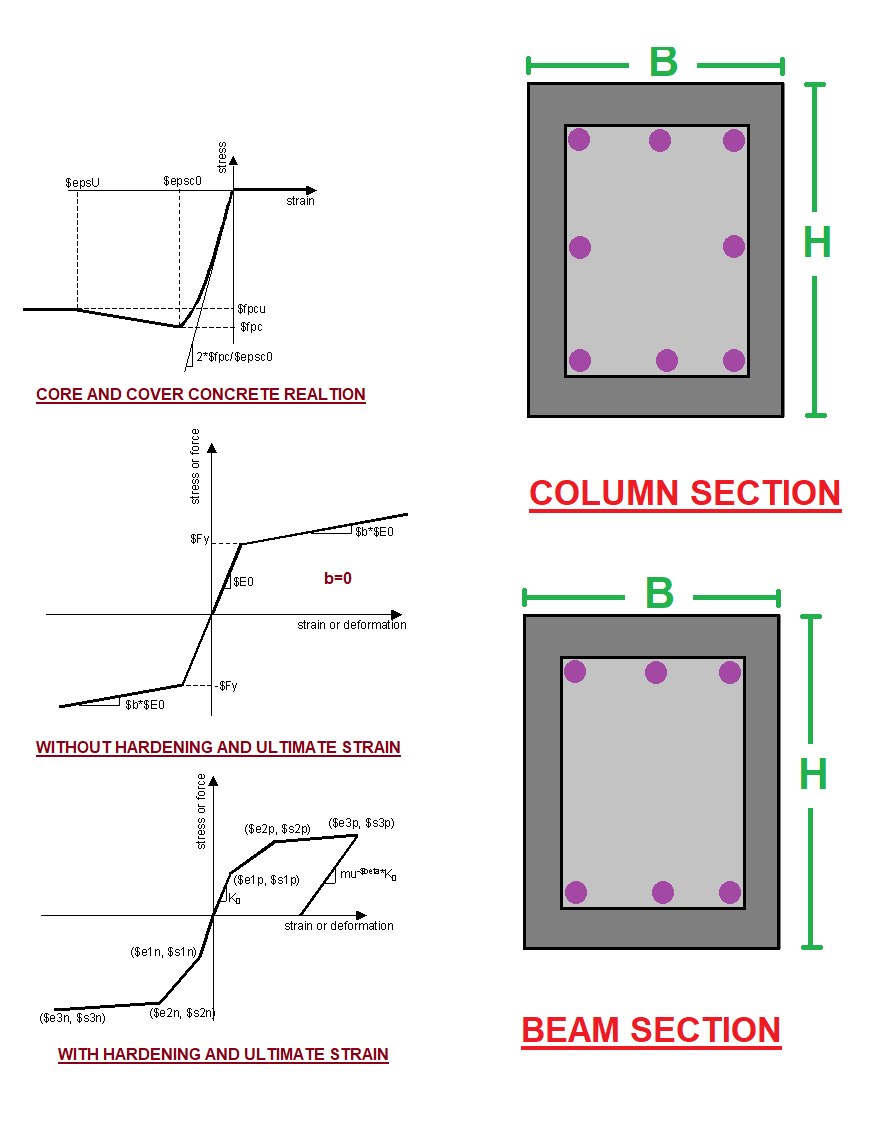 stress
$epsU
$epsc0
strain
$fpcu
$fpc
2*$fpc/$epsc0
CORE AND COVER CONCRETE REALTION
stress or force
$Fy
$b*$E0
$E0
b=0
strain or deformation
-$Fy
$b*$E0
WITHOUT HARDENING AND ULTIMATE STRAIN
stress or force
($e3p, $s3p)
($e2p, $s2p)
($e1p, $s1p)
mu-$beta*K0
K0
strain or deformation
($e1n, $s1n)
($e2n, $s2n)
($e3n, $s3n)
WITH HARDENING AND ULTIMATE STRAIN
B
H
COLUMN SECTION
B
H
BEAM SECTION